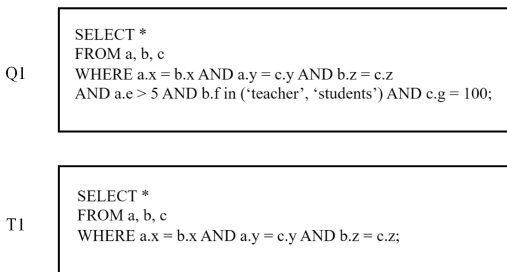 Q1
SELECT *
FROM a, b, c
WHERE a.x = b.x AND a.y = c.y AND b.z = c.z
AND a.e > 5 AND b.f in (‘teacher’, ‘students’) AND c.g = 100;
T1
SELECT *
FROM a, b, c
WHERE a.x = b.x AND a.y = c.y AND b.z = c.z;